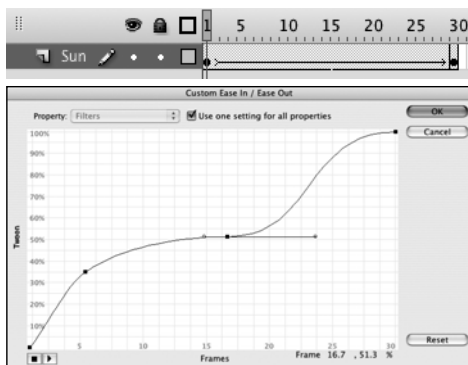 1 5 10 15 20 25 30
Sun
Custom Ease In / Ease Out
Property: Filters Use one setting for all properties OK
100% Cancel
90%
80%
70%
60%
50%
40%
30%
20%
10%
Tween
5 10 15 20 25 30
Reset
Frames Frame 16.7 , 51.3 %